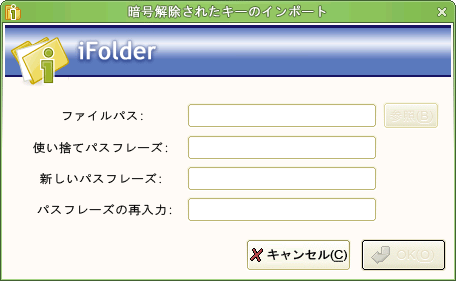 暗号解除されたキーのインポート
iFolder
ファイルパス:
参照(B)
使い捨てパスフレーズ:
新しいパスフレーズ:
パスフレーズの再入力:
キャンセル(C)
OK(O)